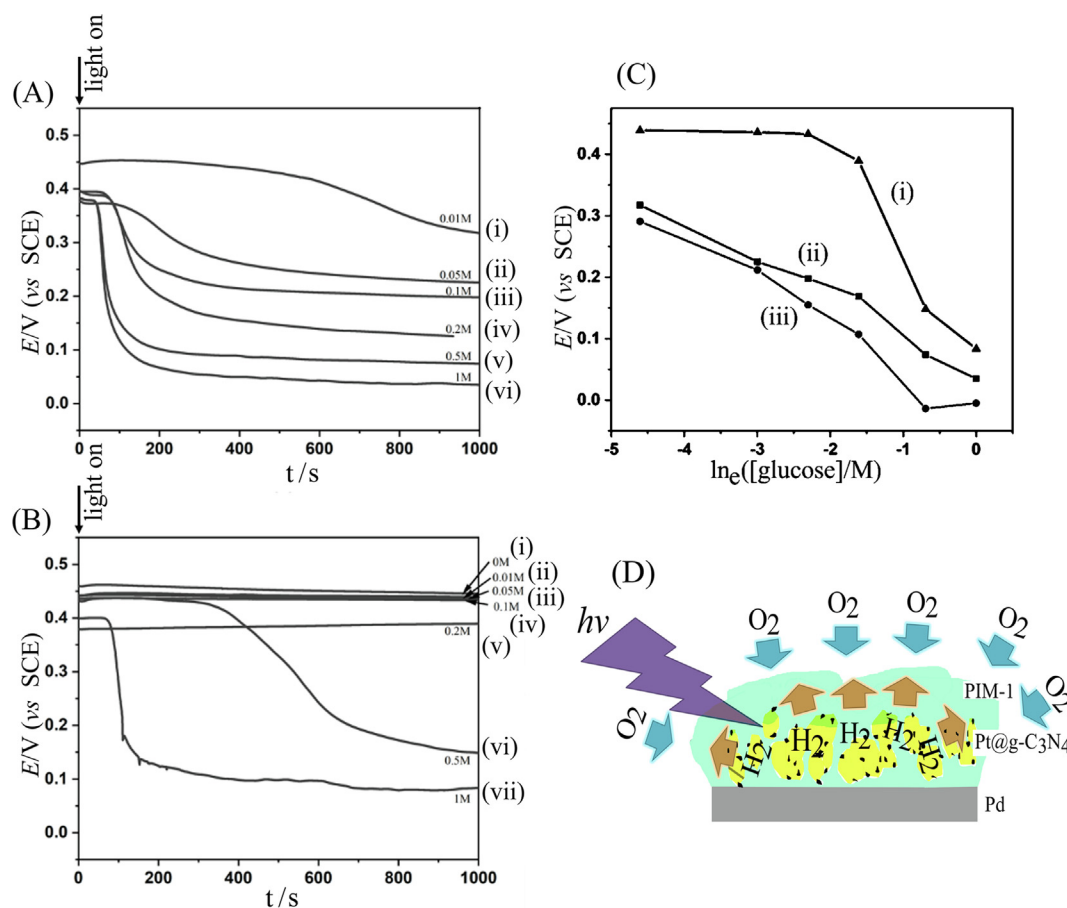 light on
(A)
0.5
0.4
0.3
0.2
0.1
0.0
E/V (vs SCE)
0.01M (i)
0.05M (ii)
0.1M (iii)
0.2M (iv)
0.5M (v)
1M (vi)
0 200 400 600 800 1000
t /s
light on
(B)
0.5
0.4
0.3
0.2
0.1
0.0
E/V (vs SCE)
0M (i)
0.01M (ii)
0.05M (iii)
0.1M (iv)
0.2M (v)
0.5M (vi)
1M (vii)
0 200 400 600 800 1000
t /s
(C)
0.4
0.3
0.2
0.1
0.0
E/V (vs SCE)
(i)
(ii)
(iii)
-5 -4 -3 -2 -1 0
lnₑ([glucose]/M)
(D)
hν
O₂ O₂ O₂ O₂ O₂ O₂
PIM-1
Pt@g-C₃N₄
H₂ H₂ H₂ H₂ H₂
Pd